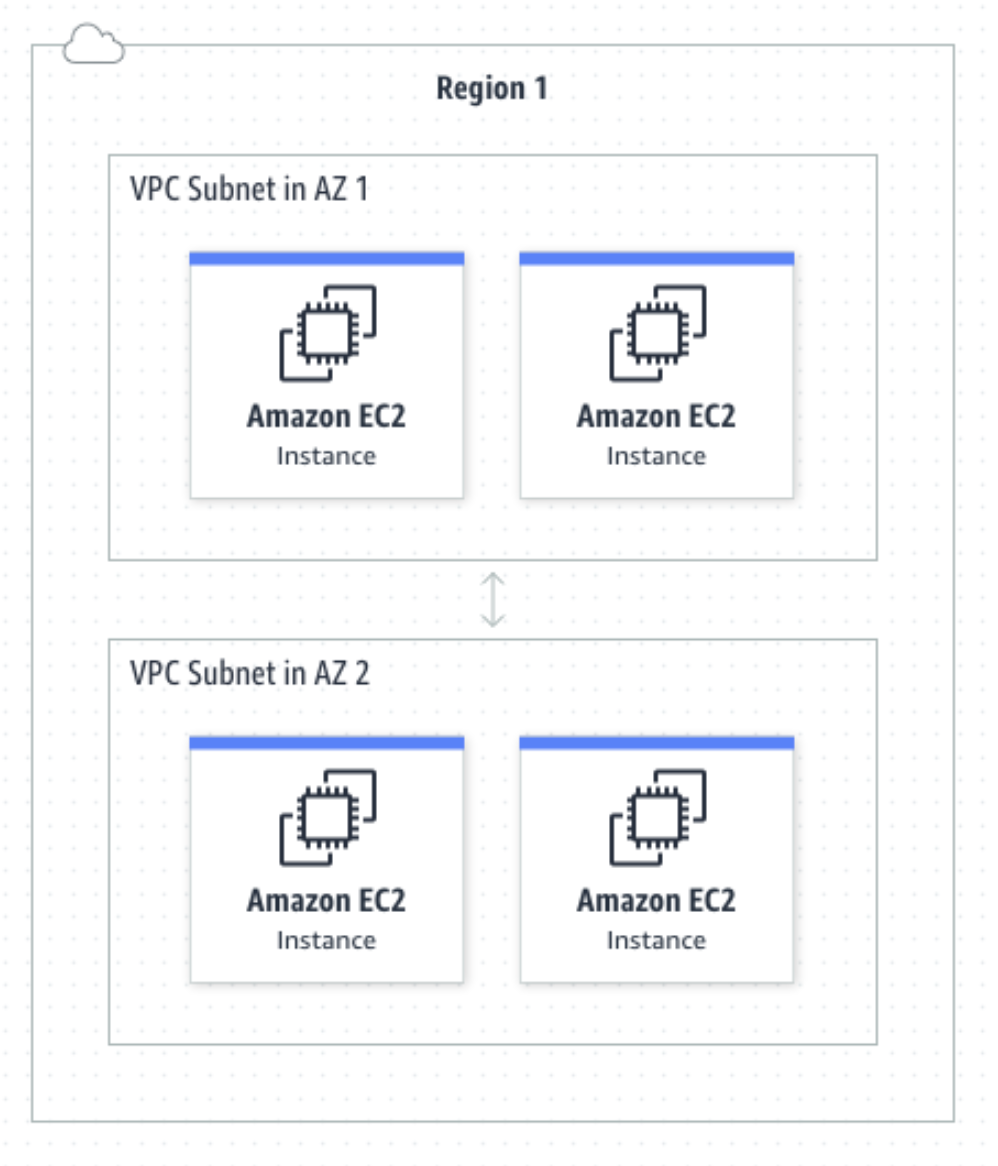 Region 1
VPC Subnet in AZ 1
Amazon EC2
Instance
Amazon EC2
Instance
VPC Subnet in AZ 2
Amazon EC2
Instance
Amazon EC2
Instance